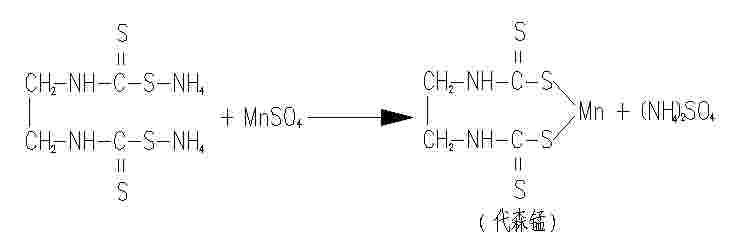 S S
CH₂–NH–C–S–NH₄ CH₂–NH–C–S
+ MnSO₄ Mn + (NH₄)₂SO₄
CH₂–NH–C–S–NH₄ CH₂–NH–C–S
S S
(代森锰)